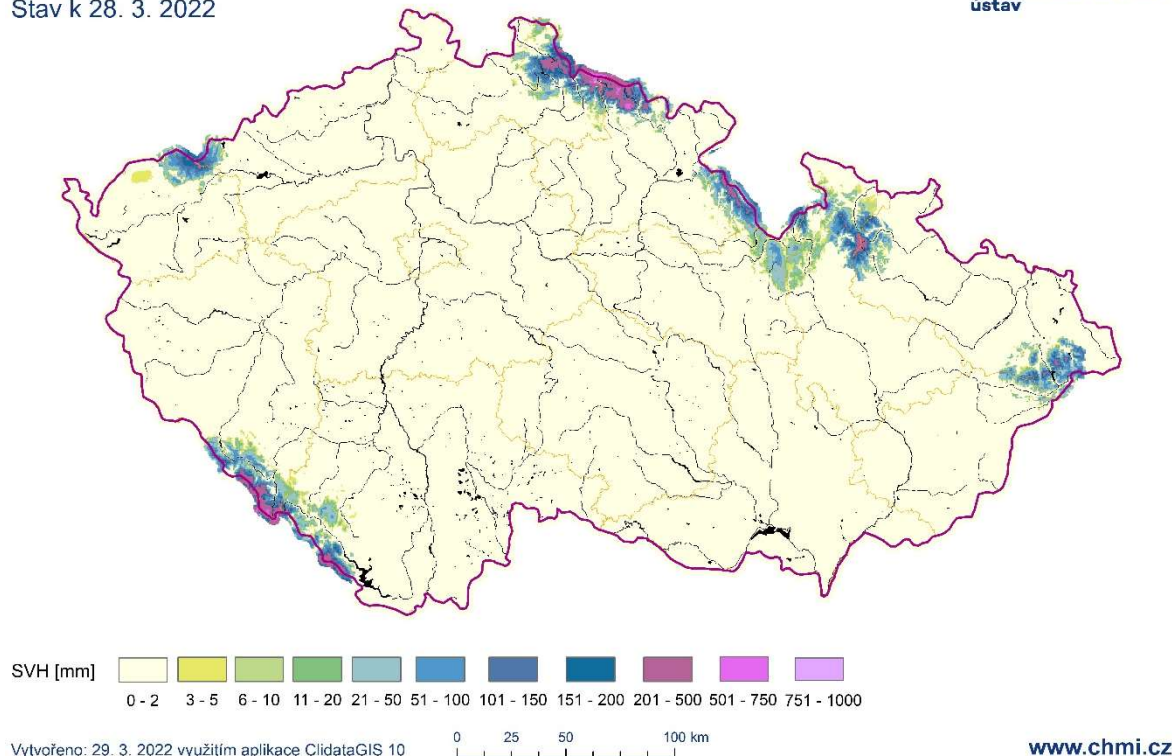 Stav k 28. 3. 2022
ústav
SVH [mm]
0 - 2 3 - 5 6 - 10 11 - 20 21 - 50 51 - 100 101 - 150 151 - 200 201 - 500 501 - 750 751 - 1000
0 25 50 100 km
Vytvořeno: 29. 3. 2022 využitím aplikace ClidataGIS 10
www.chmi.cz